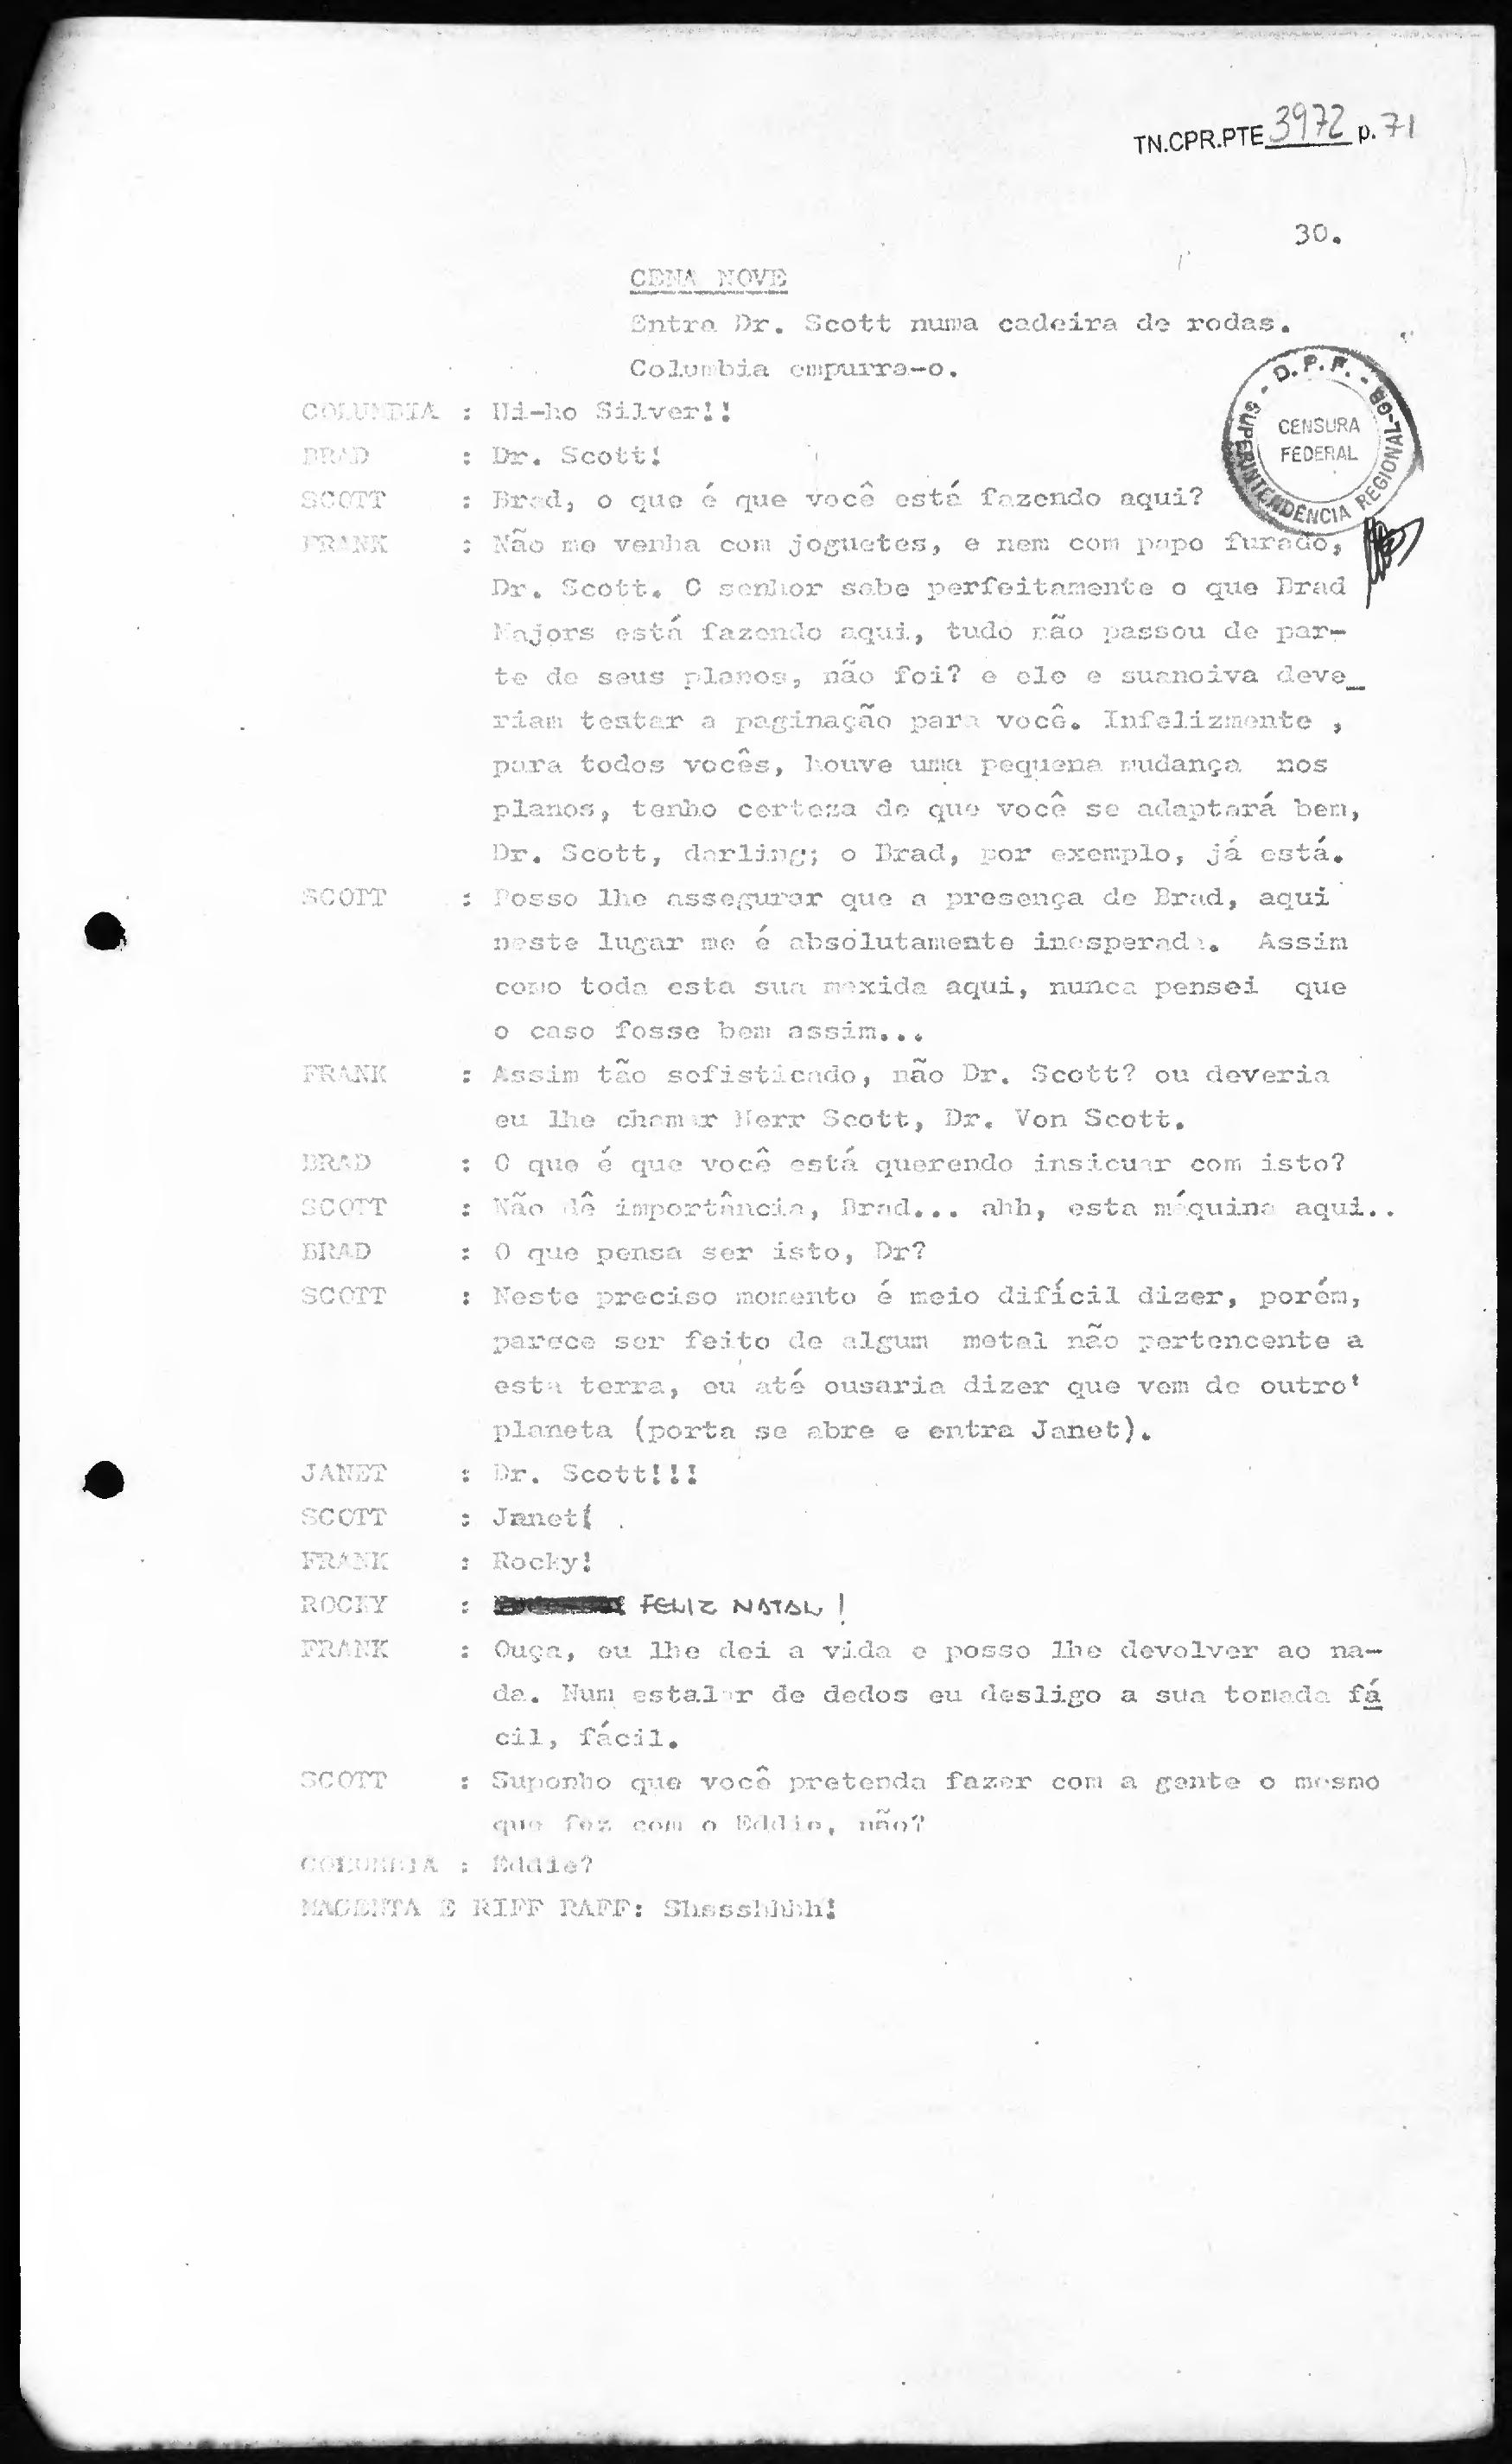 TN.CPR.PTE 3972 p. 71
30.
CENA NOVE
Entra Dr. Scott numa cadeira de rodas.
Columbia empurra-o.
D.P.F. - SUPERINTENDÊNCIA REGIONAL-GB -
CENSURA
FEDERAL
COLUMBIA : Hi-ho Silver!!
BRAD : Dr. Scott!
SCOTT : Brad, o que é que você está fazendo aqui?
FRANK : Não me venha com joguetes, e nem com papo furado,
Dr. Scott. O senhor sabe perfeitamente o que Brad
Majors está fazendo aqui, tudo não passou de par-
te de seus planos, não foi? e ele e suanoiva deve_
riam testar a paginação para você. Infelizmente ,
para todos vocês, houve uma pequena mudança nos
planos, tenho certeza de que você se adaptará bem,
Dr. Scott, darling; o Brad, por exemplo, já está.
SCOTT : Posso lhe assegurar que a presença de Brad, aqui
neste lugar me é absolutamente inesperada. Assim
como toda esta sua mexida aqui, nunca pensei que
o caso fosse bem assim...
FRANK : Assim tão sofisticado, não Dr. Scott? ou deveria
eu lhe chamar Herr Scott, Dr. Von Scott.
BRAD : O que é que você está querendo insicuar com isto?
SCOTT : Não dê importância, Brad... ahh, esta máquina aqui..
BRAD : O que pensa ser isto, Dr?
SCOTT : Neste preciso momento é meio difícil dizer, porém,
parece ser feito de algum metal não pertencente a
esta terra, eu até ousaria dizer que vem de outro'
planeta (porta se abre e entra Janet).
JANET : Dr. Scott!!!
SCOTT : Janet!
FRANK : Rocky!
ROCKY : FELIZ NATAL!
FRANK : Ouça, eu lhe dei a vida e posso lhe devolver ao na-
da. Num estalar de dedos eu desligo a sua tomada fá
cil, fácil.
SCOTT : Suponho que você pretenda fazer com a gente o mesmo
que fez com o Eddie, não?
COLUMBIA : Eddie?
MAGENTA E RIFF RAFF: Shssshhhh!